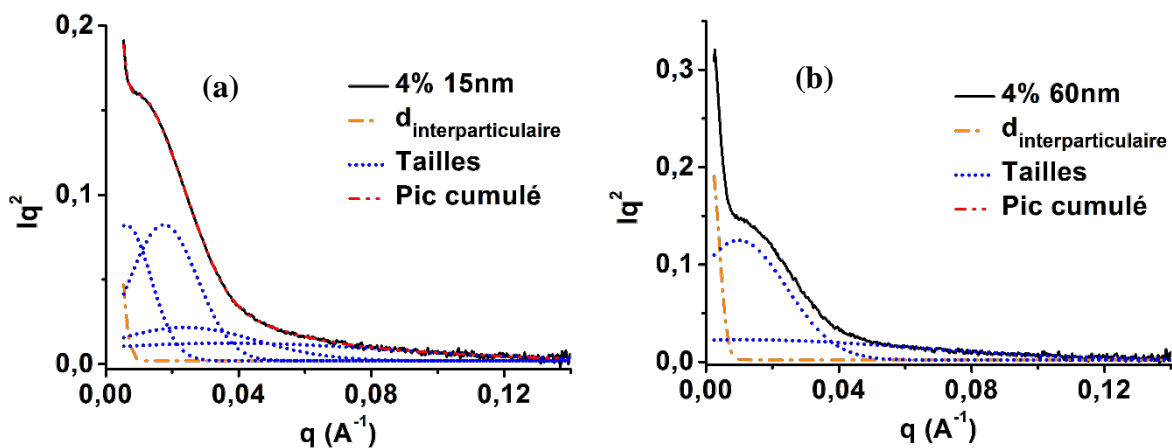 0,2
0,1
0,0
Iq²
(a)
4% 15nm
d interparticulaire
Tailles
Pic cumulé
0,00 0,04 0,08 0,12
q (A⁻¹)
0,3
0,2
0,1
0,0
Iq²
(b)
4% 60nm
d interparticulaire
Tailles
Pic cumulé
0,00 0,04 0,08 0,12
q (A⁻¹)